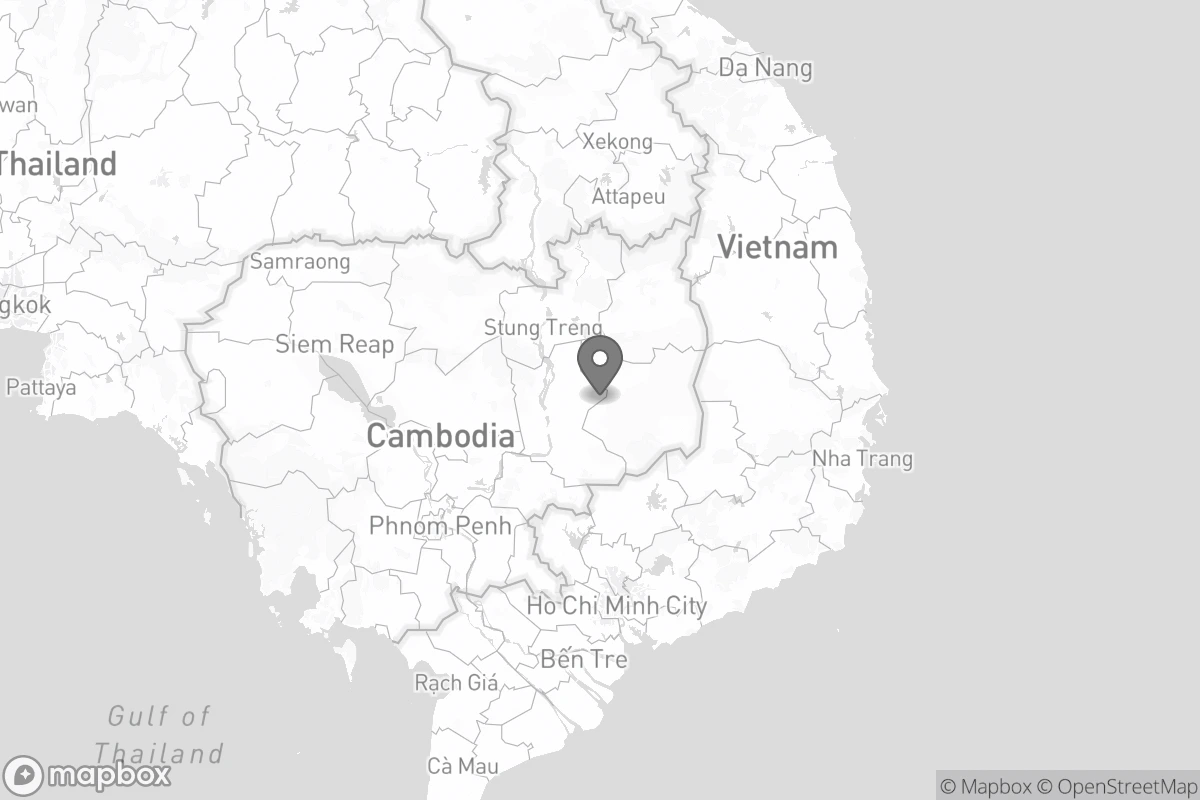 Da Nang
wan
Xekong
Thailand
Attapeu
Vietnam
Samraong
gkok
Stung Treng
Siem Reap
Pattaya
Cambodia
Nha Trang
Phnom Penh
Ho Chi Minh City
Bến Tre
Rạch Giá
Gulf of
Thailand
Cà Mau
mapbox
© Mapbox © OpenStreetMap